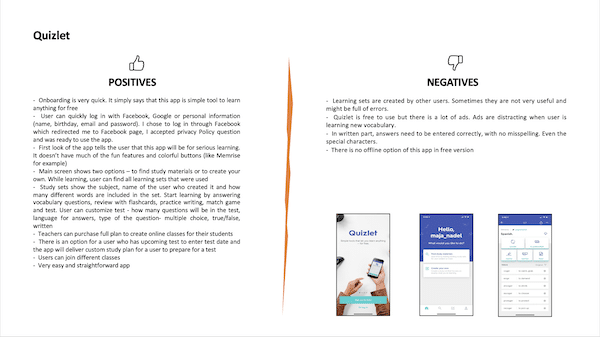 Quizlet
POSITIVES
- Onboarding is very quick. It simply says that this app is simple tool to learn
anything for free
- User can quickly log in with Facebook, Google or personal information
(name, birthday, email and password). I chose to log in through Facebook
which redirected me to Facebook page, I accepted privacy Policy question
and was ready to use the app.
- First look of the app tells the user that this app will be for serious learning.
It doesn't have much of the fun features and colorful buttons (like Memrise
for example)
- Main screen shows two options – to find study materials or to create your
own. While learning, user can find all learning sets that were used
- Study sets show the subject, name of the user who created it and how
many different words are included in the set. Start learning by answering
vocabulary questions, review with flashcards, practice writing, match game
and test. User can customize test - how many questions will be in the test,
language for answers, type of the question- multiple choice, true/false,
written
- Teachers can purchase full plan to create online classes for their students
- There is an option for a user who has upcoming test to enter test date and
the app will deliver custom study plan for a user to prepare for a test
- Users can join different classes
- Very easy and straightforward app
NEGATIVES
- Learning sets are created by other users. Sometimes they are not very useful and
might be full of errors.
- Quizlet is free to use but there is a lot of ads. Ads are distracting when user is
learning new vocabulary.
- In written part, answers need to be entered correctly, with no misspelling. Even the
special characters.
- There is no offline option of this app in free version
Quizlet
Hello,
maja_nadel
What would you like to do?